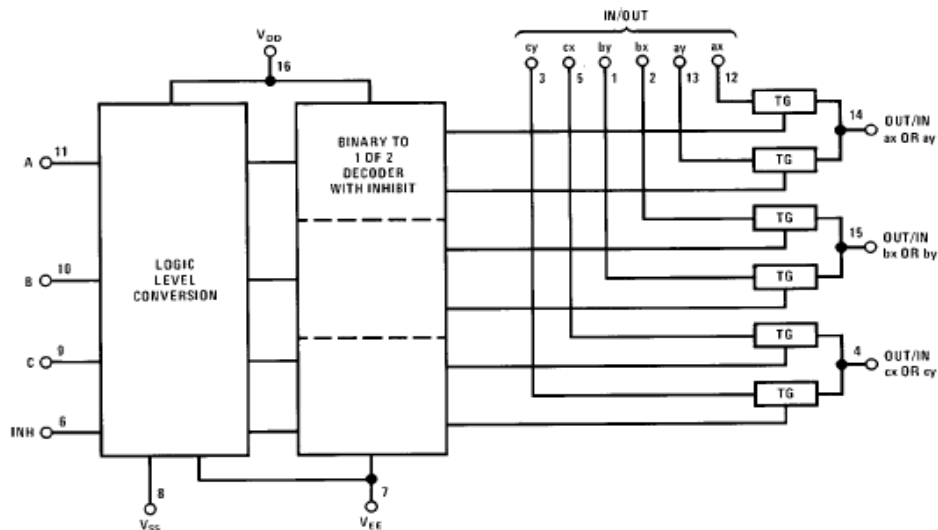 IN/OUT
cy cx by bx ay ax
3 5 1 2 13 12
VDD
16
TG
14
OUT/IN
ax OR ay
TG
A 11
BINARY TO
1 OF 2
DECODER
WITH INHIBIT
TG
15
OUT/IN
bx OR by
TG
B 10
LOGIC
LEVEL
CONVERSION
TG
4
OUT/IN
cx OR cy
TG
C 9
INH 6
8
VSS
7
VEE